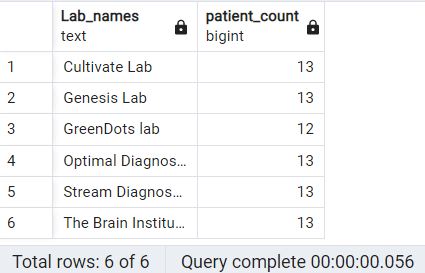 Lab_names patient_count
text bigint
1 Cultivate Lab 13
2 Genesis Lab 13
3 GreenDots lab 12
4 Optimal Diagnos... 13
5 Stream Diagnos... 13
6 The Brain Institu... 13
Total rows: 6 of 6 Query complete 00:00:00.056